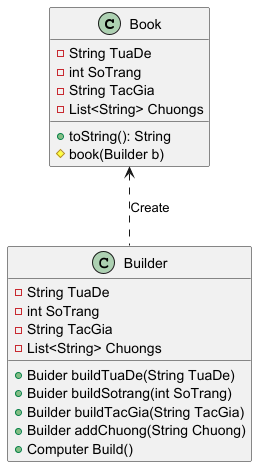 C Book
String TuaDe
int SoTrang
String TacGia
List<String> Chuongs
toString(): String
book(Builder b)
Create
C Builder
String TuaDe
int SoTrang
String TacGia
List<String> Chuongs
Buider buildTuaDe(String TuaDe)
Buider buildSotrang(int SoTrang)
Builder buildTacGia(String TacGia)
Builder addChuong(String Chuong)
Computer Build()